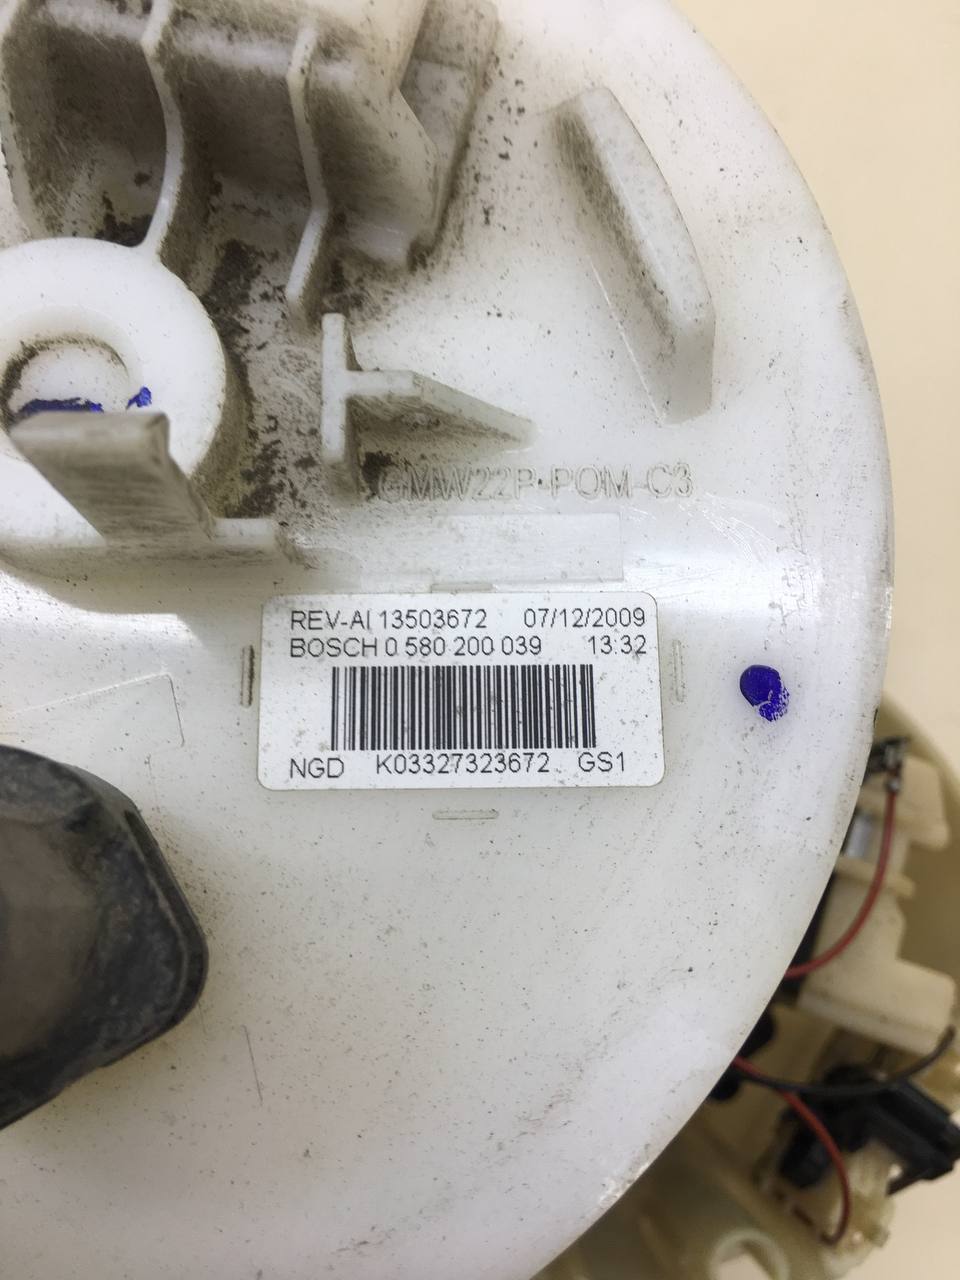 GMW22P-POM-C3
REV-AI 13503672 07/12/2009
BOSCH 0 580 200 039 13:32
NGD K03327323672 GS1